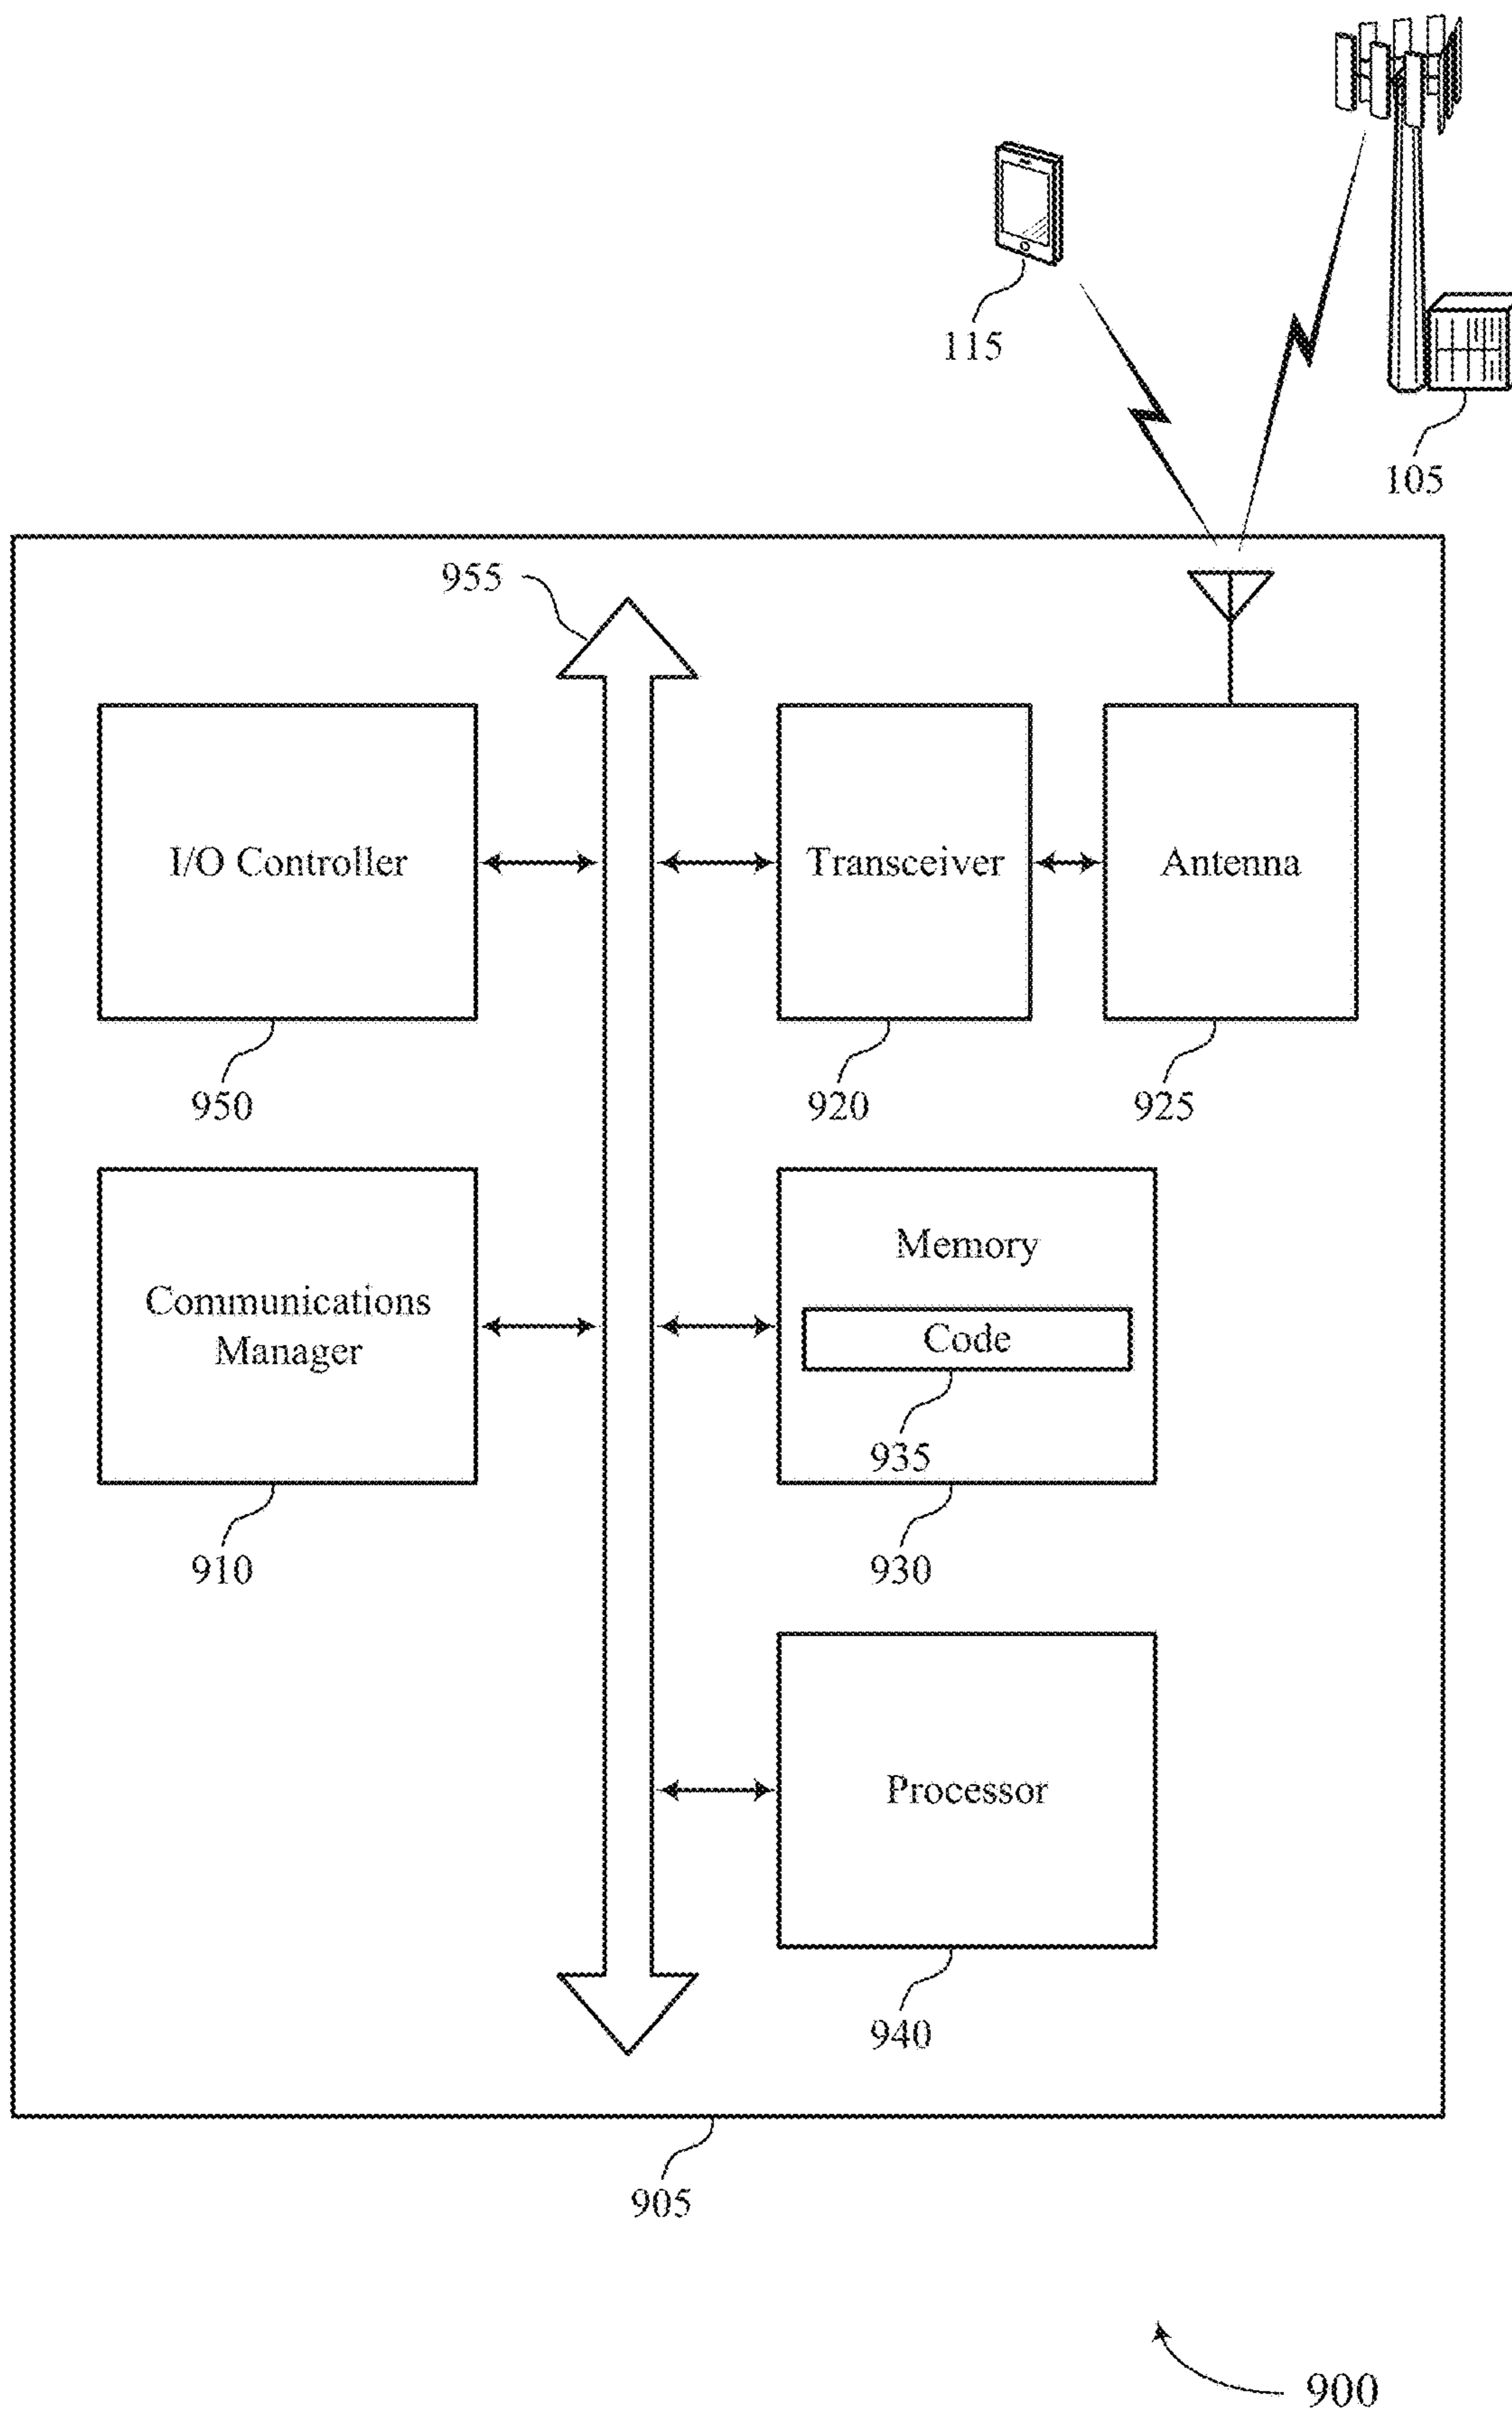 115
105
955
I/O Controller
Transceiver
Antenna
950
920
925
Communications
Manager
Memory
Code
935
910
930
Processor
940
905
900